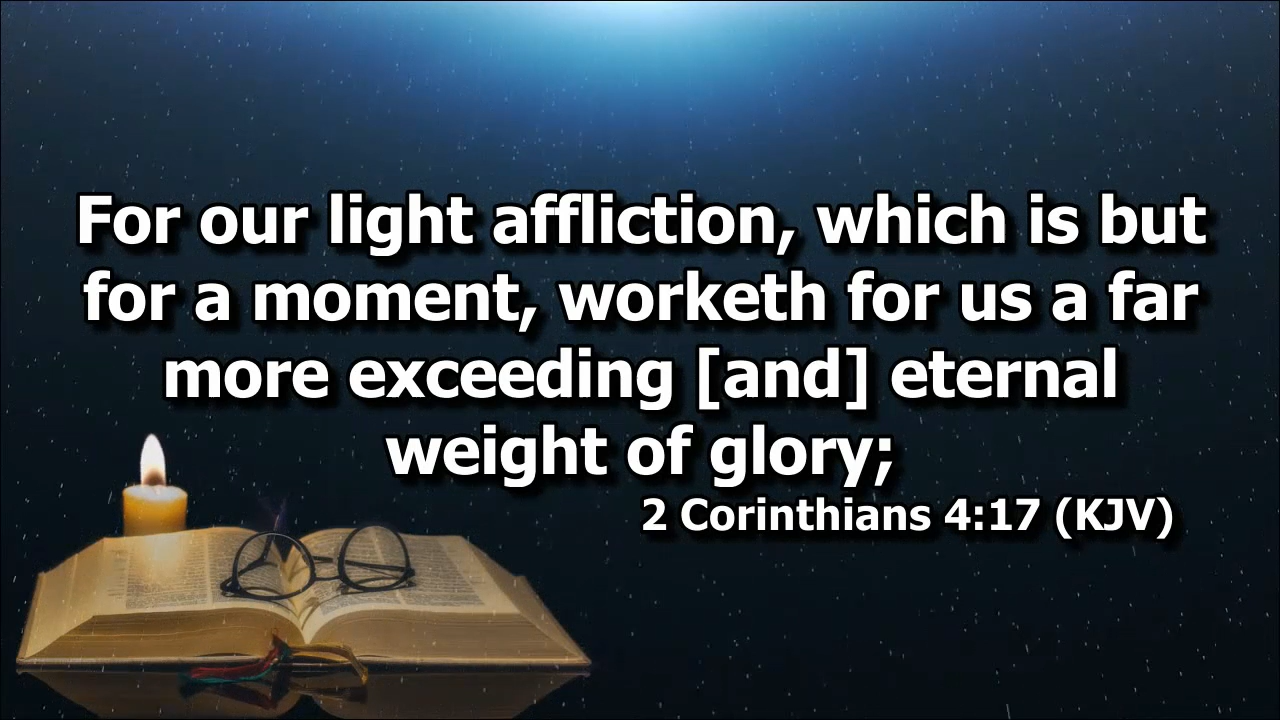 For our light affliction, which is but
for a moment, worketh for us a far
more exceeding [and] eternal
weight of glory;
2 Corinthians 4:17 (KJV)